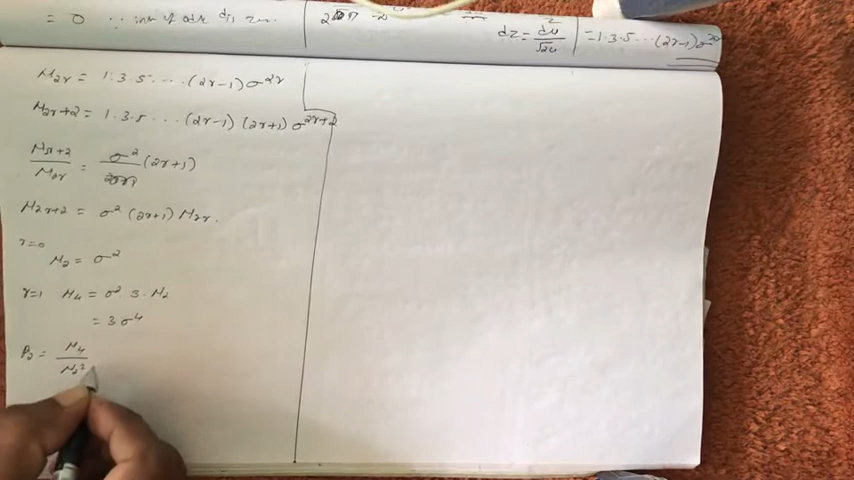 = 0 ∵
dz = du/√2u
= 1·3·5···(2r-1)σ^2r
μ2r = 1·3·5·...(2r-1)σ^2r
μ2r+2 = 1·3·5 ...(2r-1)(2r+1)σ^2r+2
μ2r+2/μ2r = σ^2(2r+1)
μ2r+2 = σ^2(2r+1)μ2r.
r=0
μ2 = σ^2
r=1 μ4 = σ^2·3·μ2
= 3σ^4
β2 = μ4/μ2^2